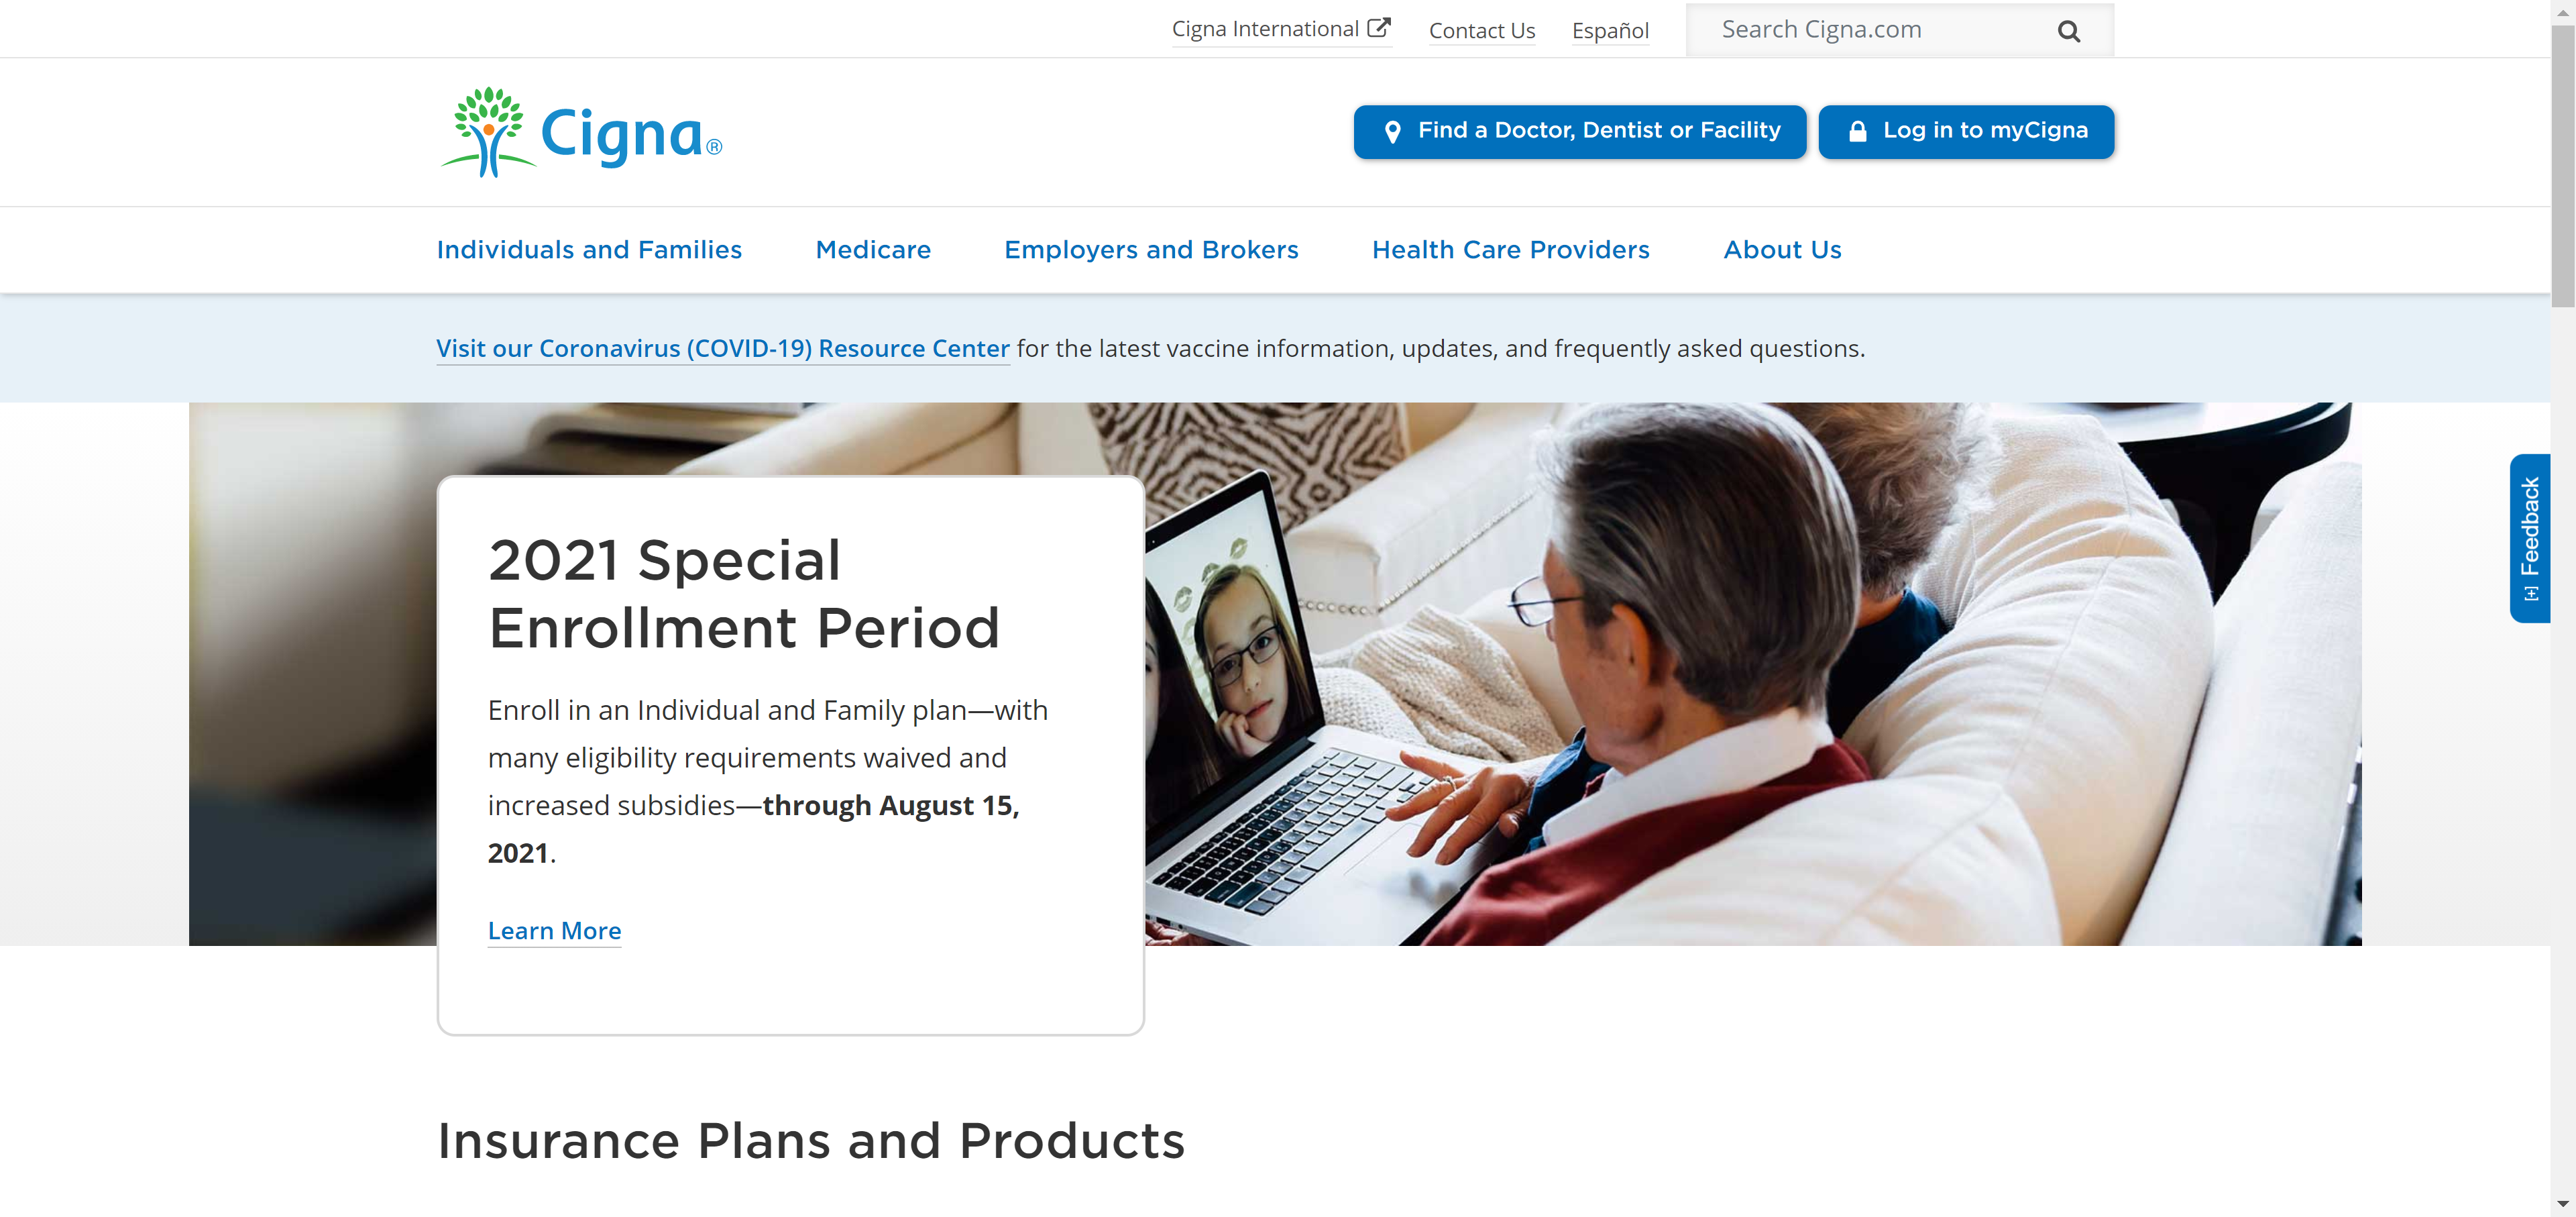 Cigna International
Contact Us
Español
Search Cigna.com
Cigna®
Find a Doctor, Dentist or Facility
Log in to myCigna
Individuals and Families
Medicare
Employers and Brokers
Health Care Providers
About Us
Visit our Coronavirus (COVID-19) Resource Center for the latest vaccine information, updates, and frequently asked questions.
2021 Special
Enrollment Period
Enroll in an Individual and Family plan—with
many eligibility requirements waived and
increased subsidies—through August 15,
2021.
Learn More
[+] Feedback
Insurance Plans and Products